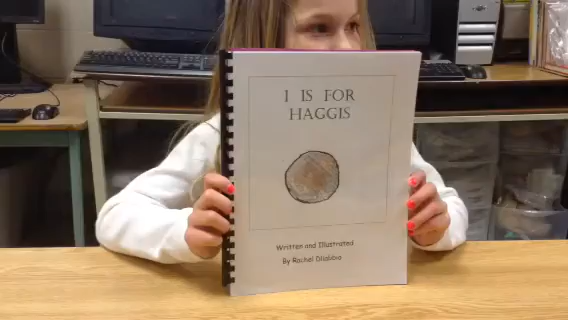 I IS FOR
HAGGIS
Written and Illustrated
By Rachel